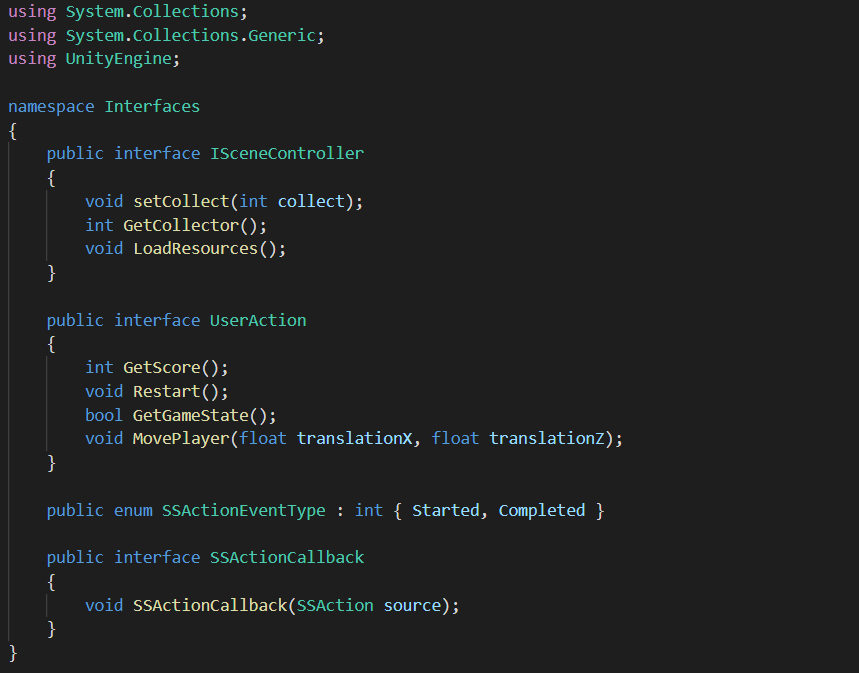 using System.Collections;
using System.Collections.Generic;
using UnityEngine;

namespace Interfaces
{
    public interface ISceneController
    {
        void setCollect(int collect);
        int GetCollector();
        void LoadResources();
    }

    public interface UserAction
    {
        int GetScore();
        void Restart();
        bool GetGameState();
        void MovePlayer(float translationX, float translationZ);
    }

    public enum SSActionEventType : int { Started, Completed }

    public interface SSActionCallback
    {
        void SSActionCallback(SSAction source);
    }
}